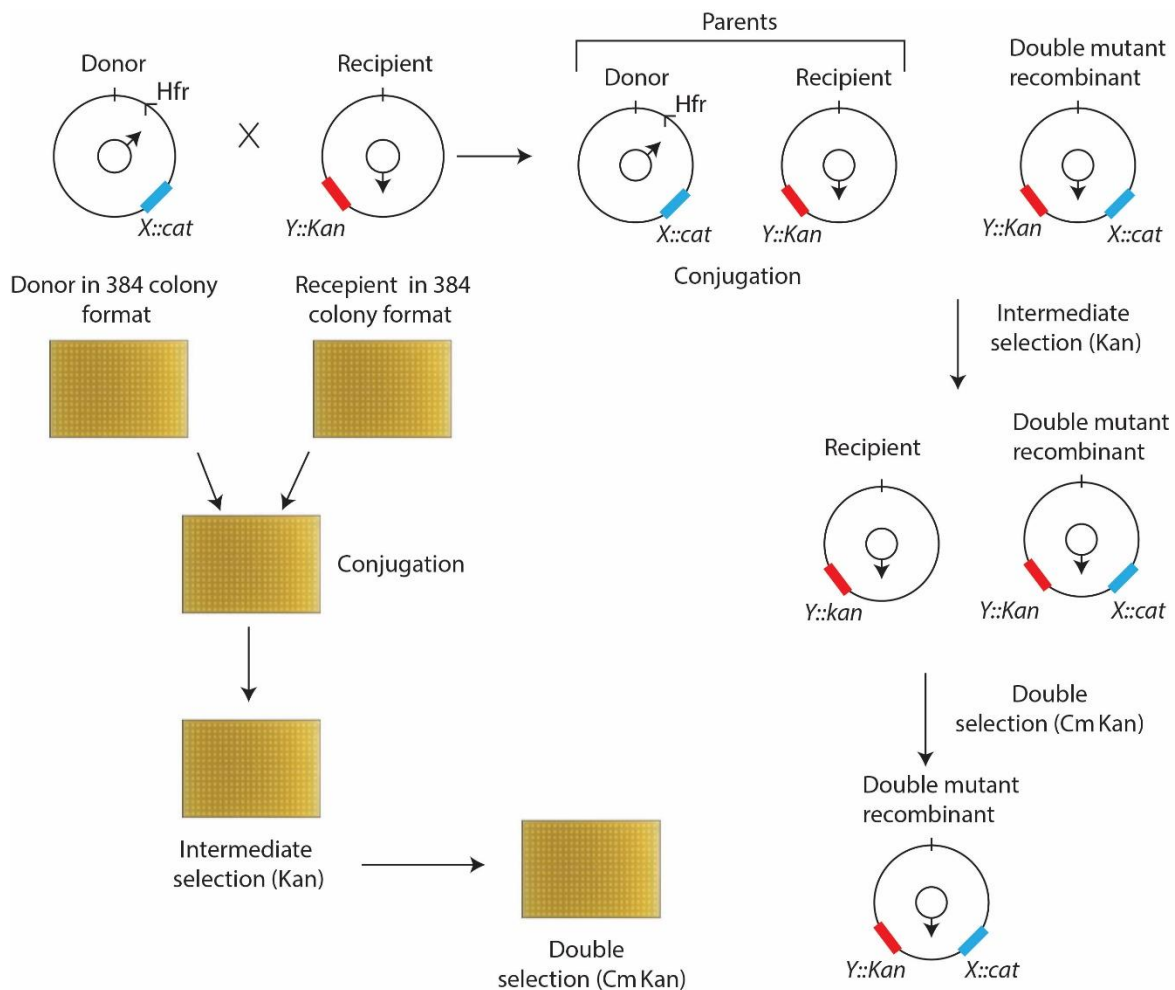 Parents
Donor
Hfr
Recipient
X::cat
Y::Kan
Donor
Hfr
Recipient
X::cat
Y::Kan
Double mutant
recombinant
Y::Kan
X::cat
Conjugation
Donor in 384 colony
format
Recepient in 384
colony format
Intermediate
selection (Kan)
Conjugation
Recipient
Y::kan
Double mutant
recombinant
Y::Kan
X::cat
Intermediate
selection (Kan)
Double
selection (Cm Kan)
Double
selection (Cm Kan)
Double mutant
recombinant
Y::Kan
X::cat